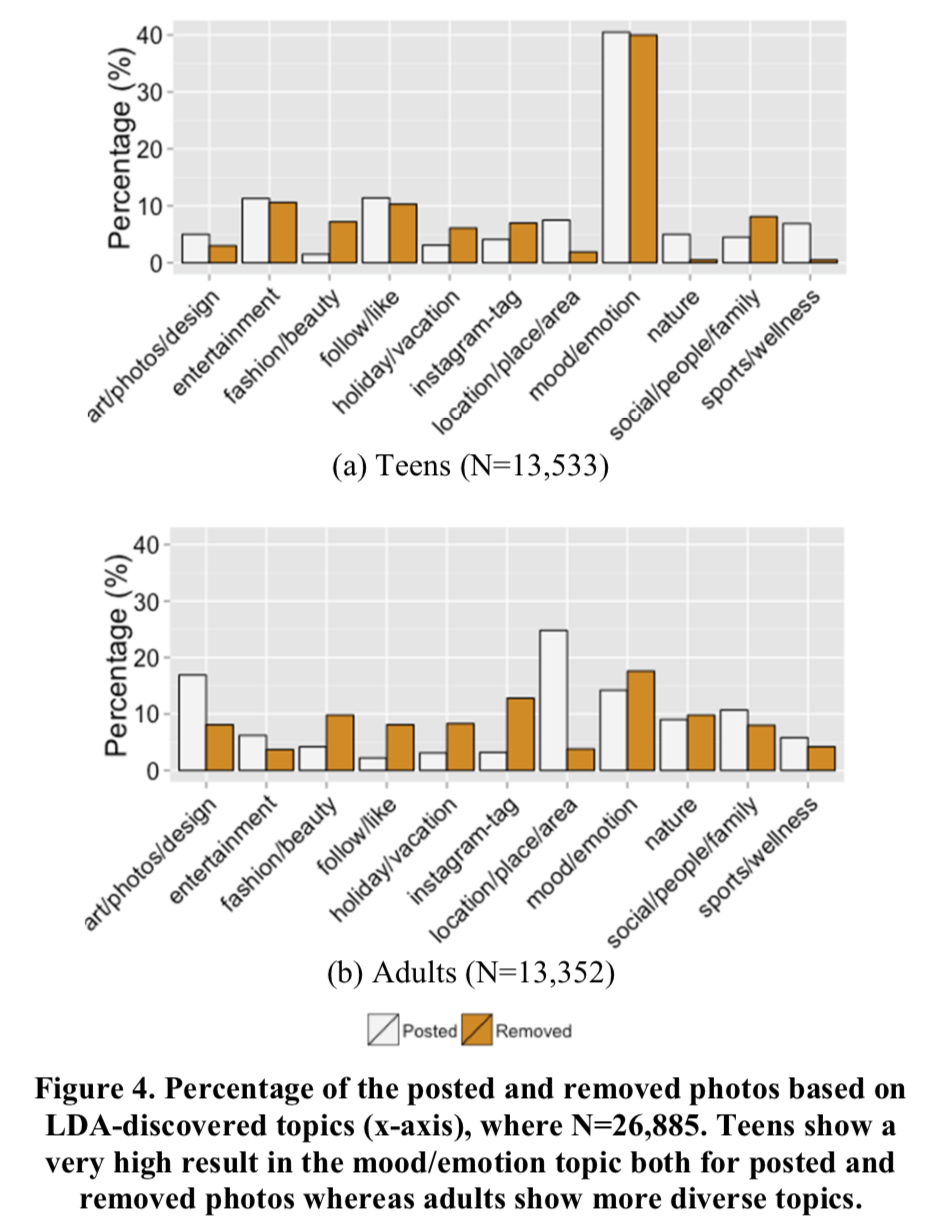 Percentage (%)
40
30
20
10
0
art/photos/design
entertainment
fashion/beauty
follow/like
holiday/vacation
instagram-tag
location/place/area
mood/emotion
nature
social/people/family
sports/wellness
(a) Teens (N=13,533)
Percentage (%)
40
30
20
10
0
art/photos/design
entertainment
fashion/beauty
follow/like
holiday/vacation
instagram-tag
location/place/area
mood/emotion
nature
social/people/family
sports/wellness
(b) Adults (N=13,352)
Posted Removed
Figure 4. Percentage of the posted and removed photos based on
LDA-discovered topics (x-axis), where N=26,885. Teens show a
very high result in the mood/emotion topic both for posted and
removed photos whereas adults show more diverse topics.